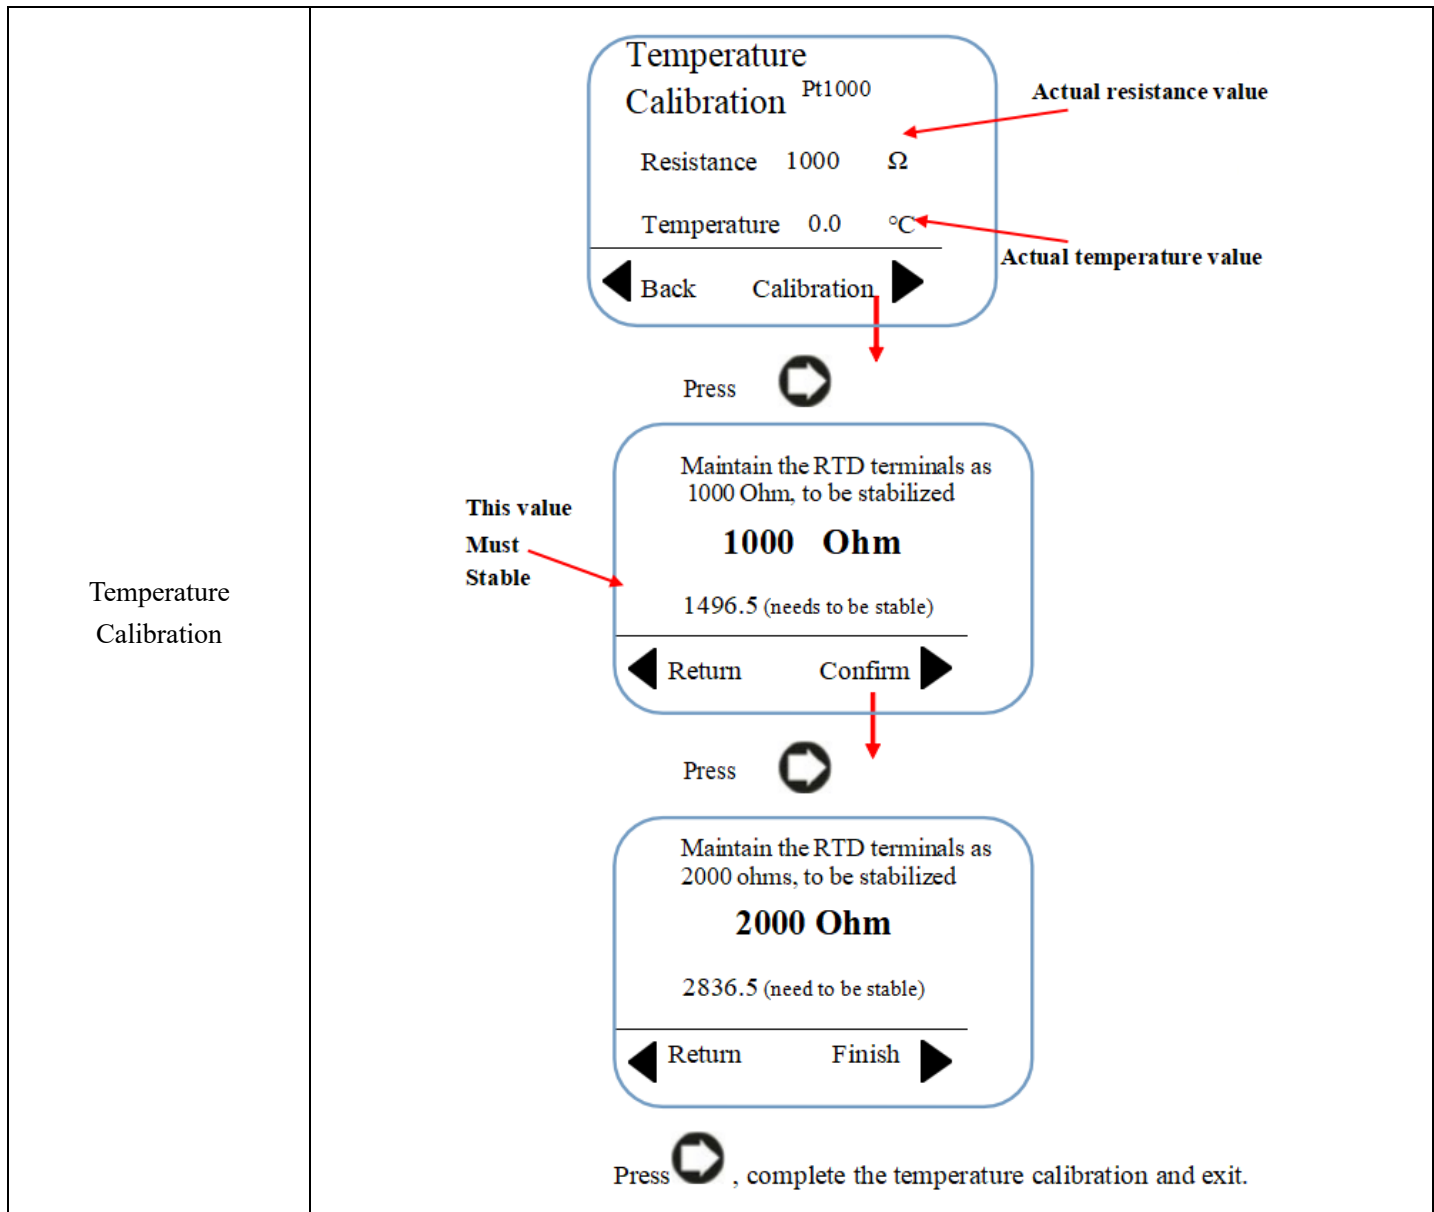 Temperature
Calibration
Temperature
Calibration Pt1000
Actual resistance value
Resistance 1000 Ω
Temperature 0.0 ℃
Actual temperature value
Back Calibration
Press
Maintain the RTD terminals as
1000 Ohm, to be stabilized
This value
Must
Stable
1000 Ohm
1496.5 (needs to be stable)
Return Confirm
Press
Maintain the RTD terminals as
2000 ohms, to be stabilized
2000 Ohm
2836.5 (need to be stable)
Return Finish
Press , complete the temperature calibration and exit.